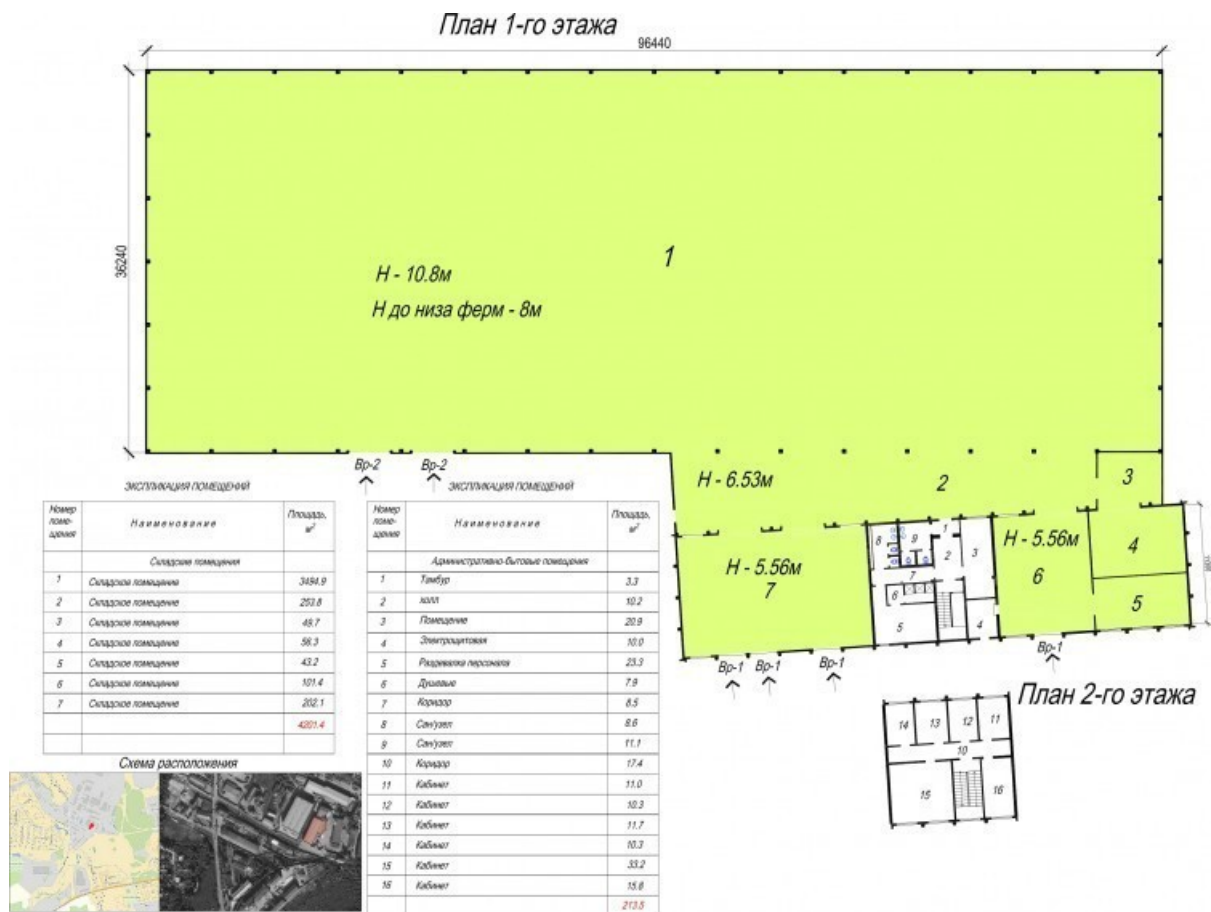 План 1-го этажа
96440
36240
1
Н - 10.8м
Н до низа ферм - 8м
Вр-2
Вр-2
Н - 6.53м
2
3
Н - 5.56м
7
8
9
1
2
3
7
6
5
4
Н - 5.56м
6
4
5
Вр-1
Вр-1
Вр-1
Вр-1
План 2-го этажа
14
13
12
11
10
15
16
ЭКСПЛИКАЦИЯ ПОМЕЩЕНИЙ
Номер поме-щения Наименование Площадь, м²
Складские помещения
1 Складское помещение 3494.9
2 Складское помещение 253.8
3 Складское помещение 49.7
4 Складское помещение 56.3
5 Складское помещение 43.2
6 Складское помещение 101.4
7 Складское помещение 202.1
4201.4
Схема расположения
ЭКСПЛИКАЦИЯ ПОМЕЩЕНИЙ
Номер поме-щения Наименование Площадь, м²
Административно-бытовые помещения
1 Тамбур 3.3
2 холл 10.2
3 Помещение 20.9
4 Электрощитовая 10.0
5 Раздевалка персонала 23.3
6 Душевые 7.9
7 Коридор 8.5
8 Сан/узел 8.6
9 Сан/узел 11.1
10 Коридор 17.4
11 Кабинет 11.0
12 Кабинет 10.3
13 Кабинет 11.7
14 Кабинет 10.3
15 Кабинет 33.2
16 Кабинет 15.8
213.5